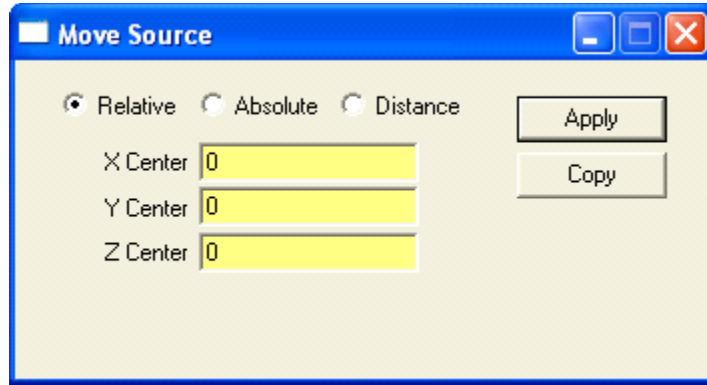 Move Source
Relative Absolute Distance
Apply
X Center 0
Copy
Y Center 0
Z Center 0